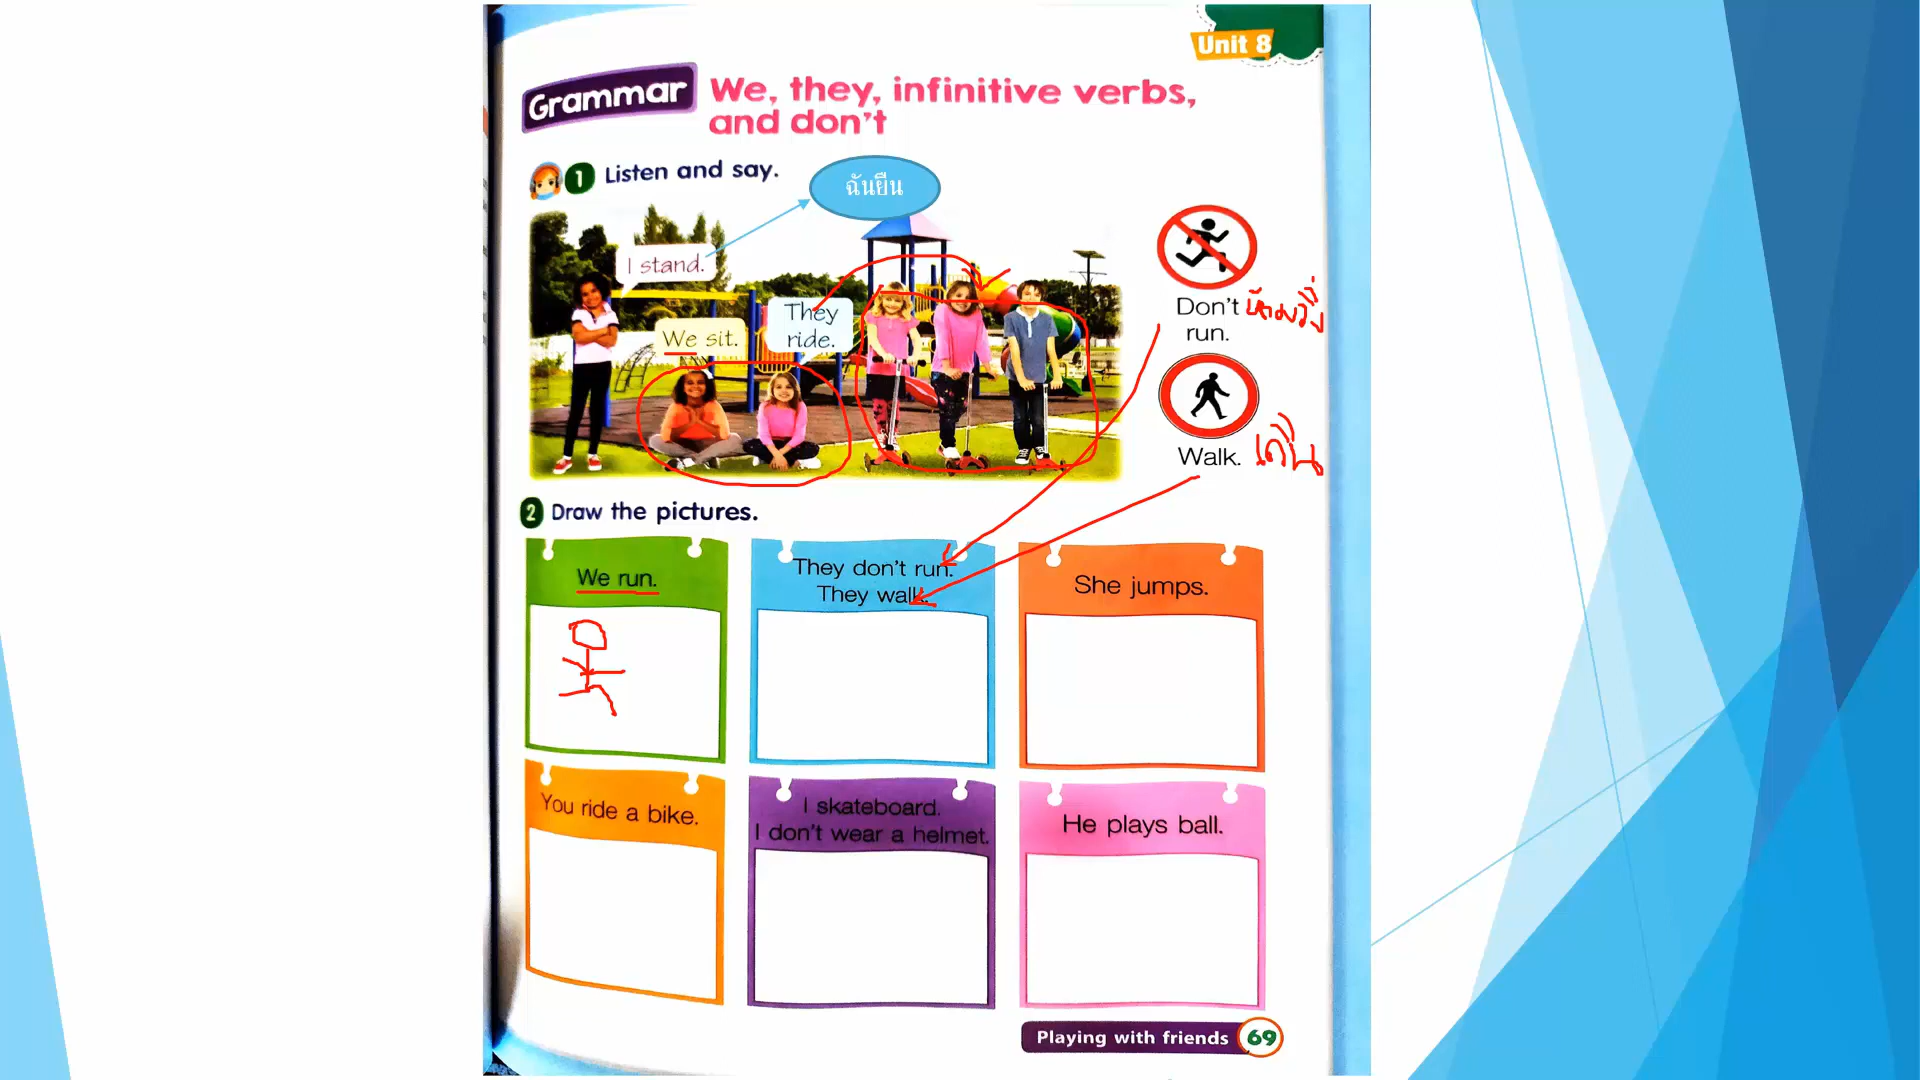 Unit 8
Grammar
We, they, infinitive verbs,
and don't
1 Listen and say.
ฉันยืน
I stand.
We sit.
They
ride.
Don't
run.
ห้ามวิ่ง
Walk.
เดิน
2 Draw the pictures.
We run.
They don't run.
They walk.
She jumps.
You ride a bike.
I skateboard.
I don't wear a helmet.
He plays ball.
Playing with friends 69